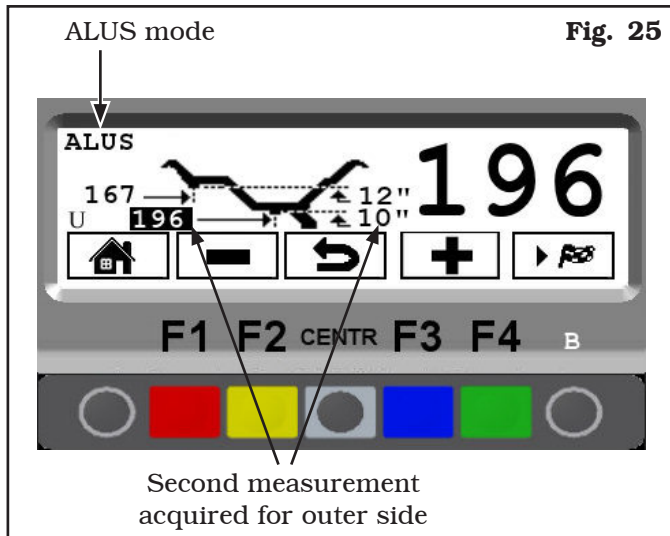 ALUS mode
Fig. 25
ALUS
196
167
12"
U 196
10"
F1 F2 CENTR F3 F4 B
Second measurement
acquired for outer side